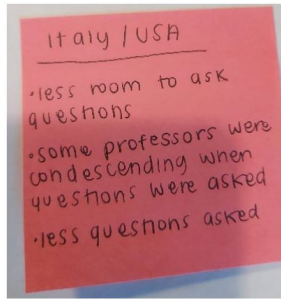 Italy / USA
•less room to ask
questions
•some professors were
condescending when
questions were asked
•less questions asked